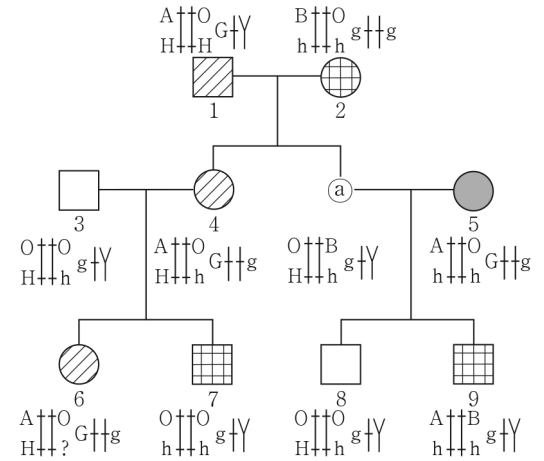 A O G Y
H H
B O g g
h h
1
2
3
4
ⓐ
5
O O g Y
H h
A O G g
H h
O B g Y
H h
A O G g
h h
6
7
8
9
A O G g
H ?
O O g Y
h h
O O g Y
H h
A B g Y
h h